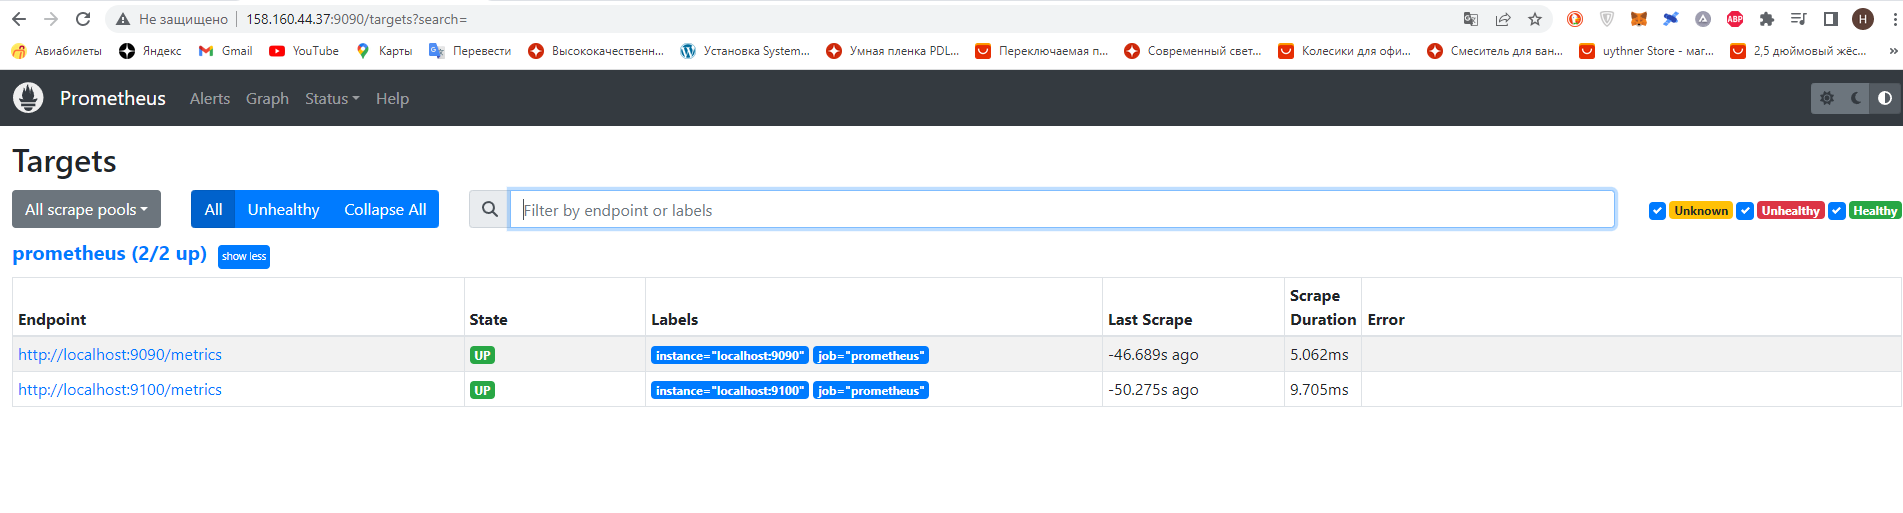 Не защищено 158.160.44.37:9090/targets?search=
Авиабилеты Яндекс Gmail YouTube Карты Перевести Высококачественн... Установка System... Умная пленка PDL... Переключаемая п... Современный свет... Колесики для офи... Смеситель для ван... uythner Store - маг... 2,5 дюймовый жёс... »
Prometheus Alerts Graph Status Help
Targets
All scrape pools All Unhealthy Collapse All Filter by endpoint or labels Unknown Unhealthy Healthy
prometheus (2/2 up) show less
Endpoint State Labels Last Scrape Scrape Duration Error
http://localhost:9090/metrics UP instance="localhost:9090" job="prometheus" -46.689s ago 5.062ms
http://localhost:9100/metrics UP instance="localhost:9100" job="prometheus" -50.275s ago 9.705ms